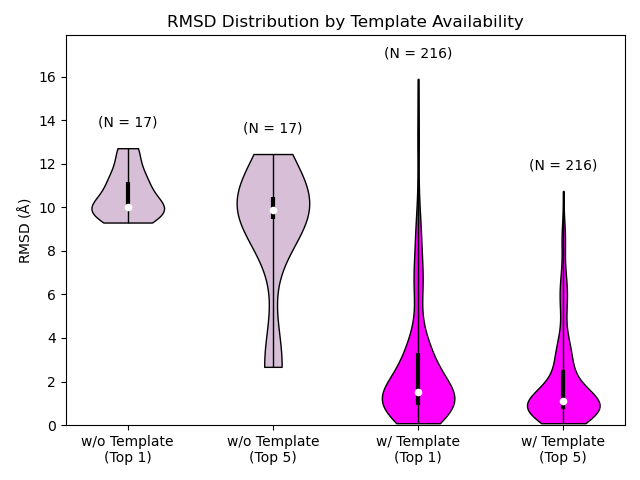 RMSD Distribution by Template Availability
(N = 216)
(N = 17)
(N = 17)
(N = 216)
RMSD (Å)
16
14
12
10
8
6
4
2
0
w/o Template
(Top 1)
w/o Template
(Top 5)
w/ Template
(Top 1)
w/ Template
(Top 5)